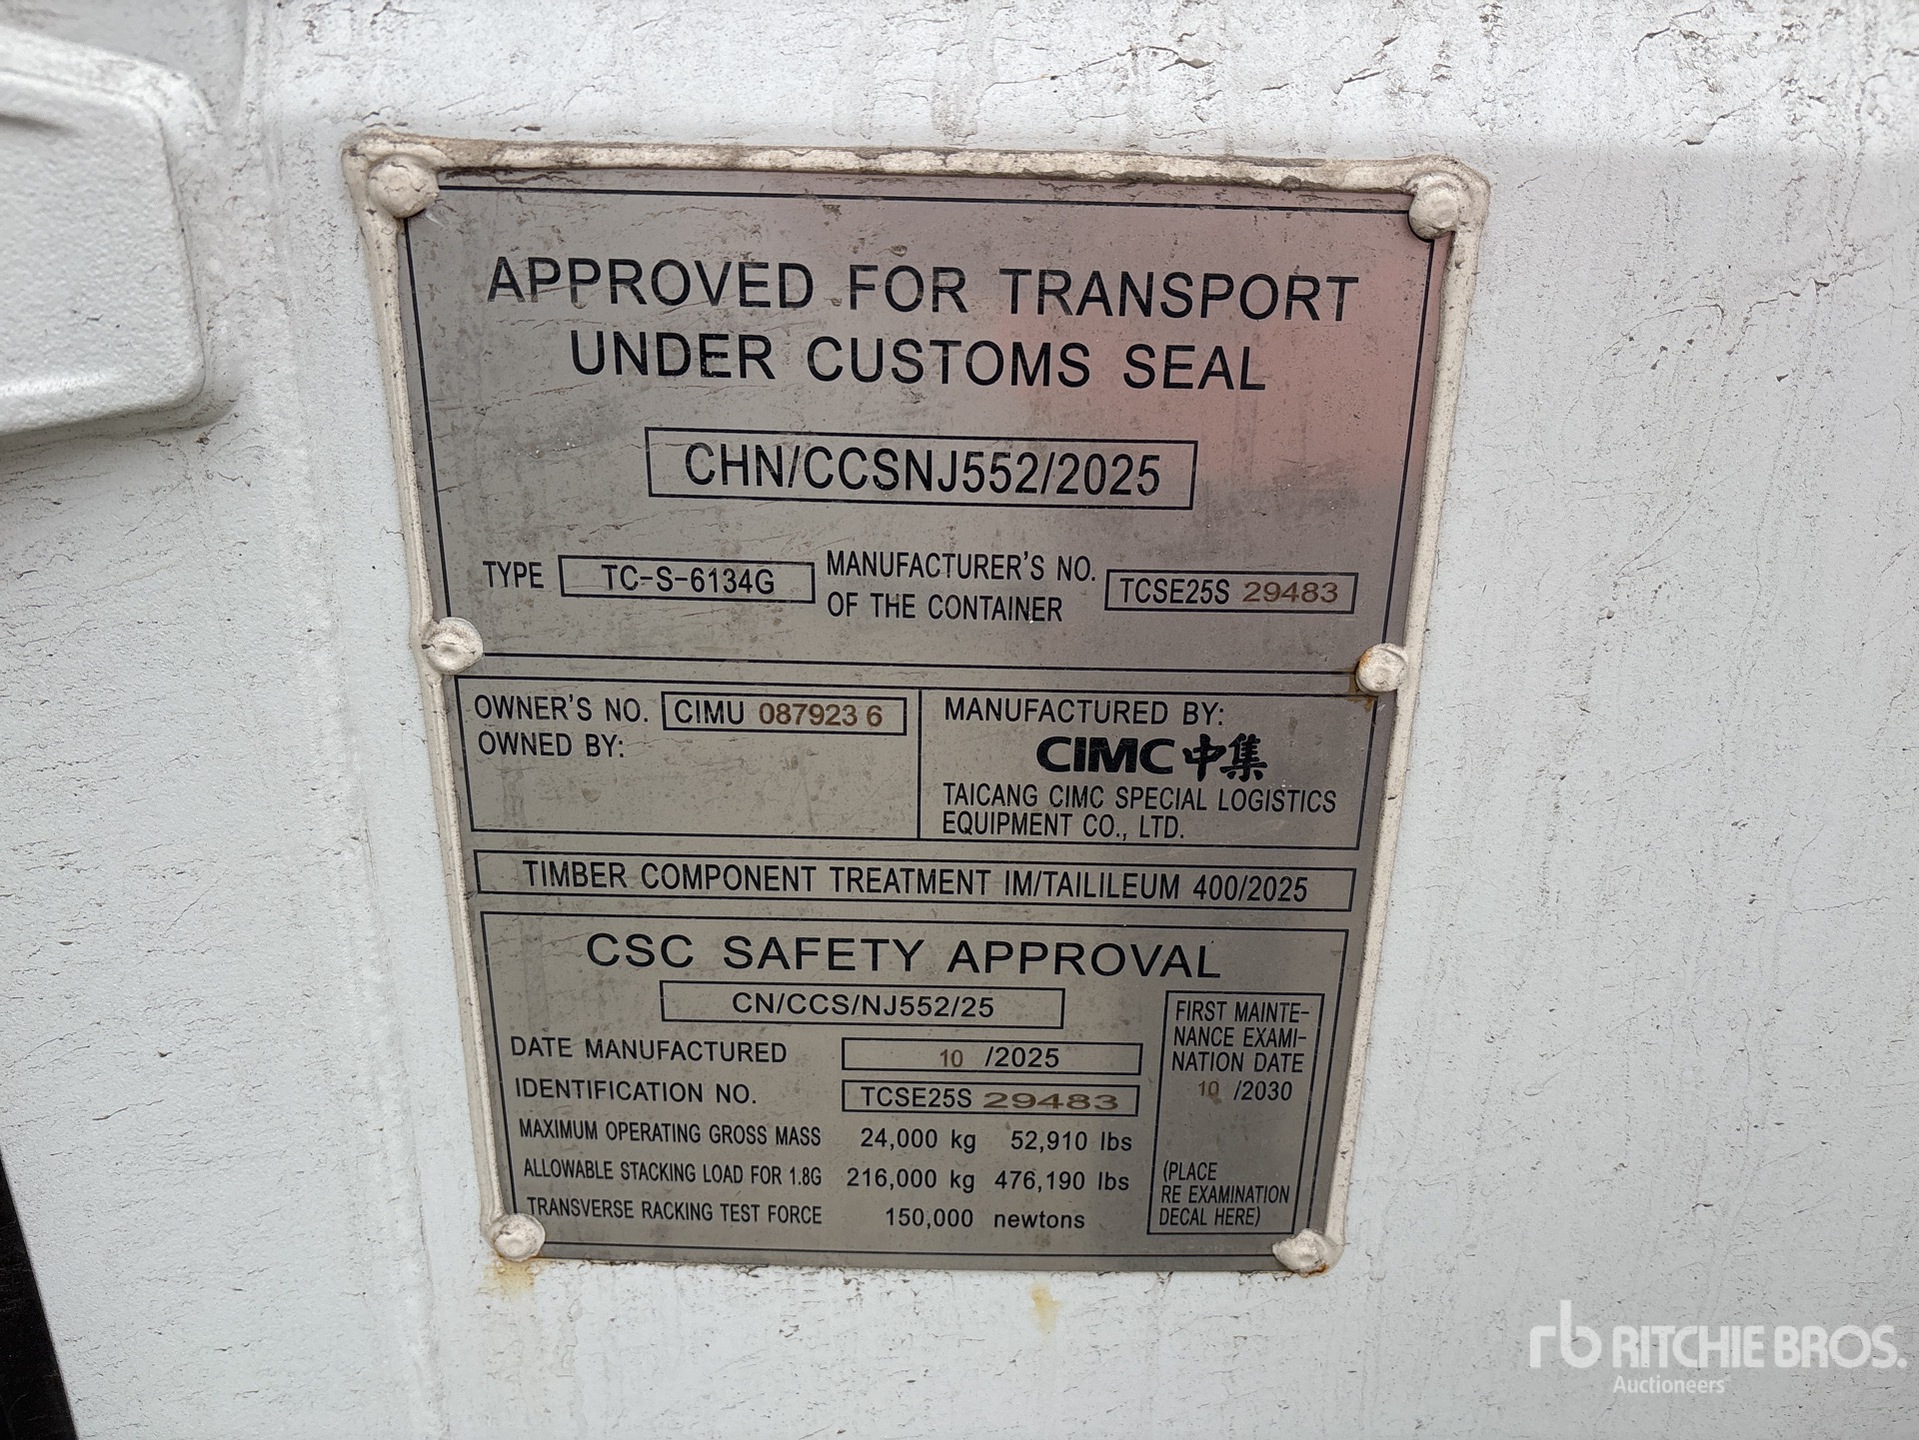 APPROVED FOR TRANSPORT
UNDER CUSTOMS SEAL
CHN/CCSNJ552/2025
TYPE TC-S-6134G MANUFACTURER'S NO. OF THE CONTAINER TCSE25S 29483
OWNER'S NO. CIMU 087923 6
OWNED BY:
MANUFACTURED BY:
CIMC 中集
TAICANG CIMC SPECIAL LOGISTICS
EQUIPMENT CO., LTD.
TIMBER COMPONENT TREATMENT IM/TAILILEUM 400/2025
CSC SAFETY APPROVAL
CN/CCS/NJ552/25
DATE MANUFACTURED 10 /2025
IDENTIFICATION NO. TCSE25S 29483
MAXIMUM OPERATING GROSS MASS 24,000 kg 52,910 lbs
ALLOWABLE STACKING LOAD FOR 1.8G 216,000 kg 476,190 lbs
TRANSVERSE RACKING TEST FORCE 150,000 newtons
FIRST MAINTE-
NANCE EXAMI-
NATION DATE
10 /2030
(PLACE
RE EXAMINATION
DECAL HERE)
rb RITCHIE BROS.
Auctioneers